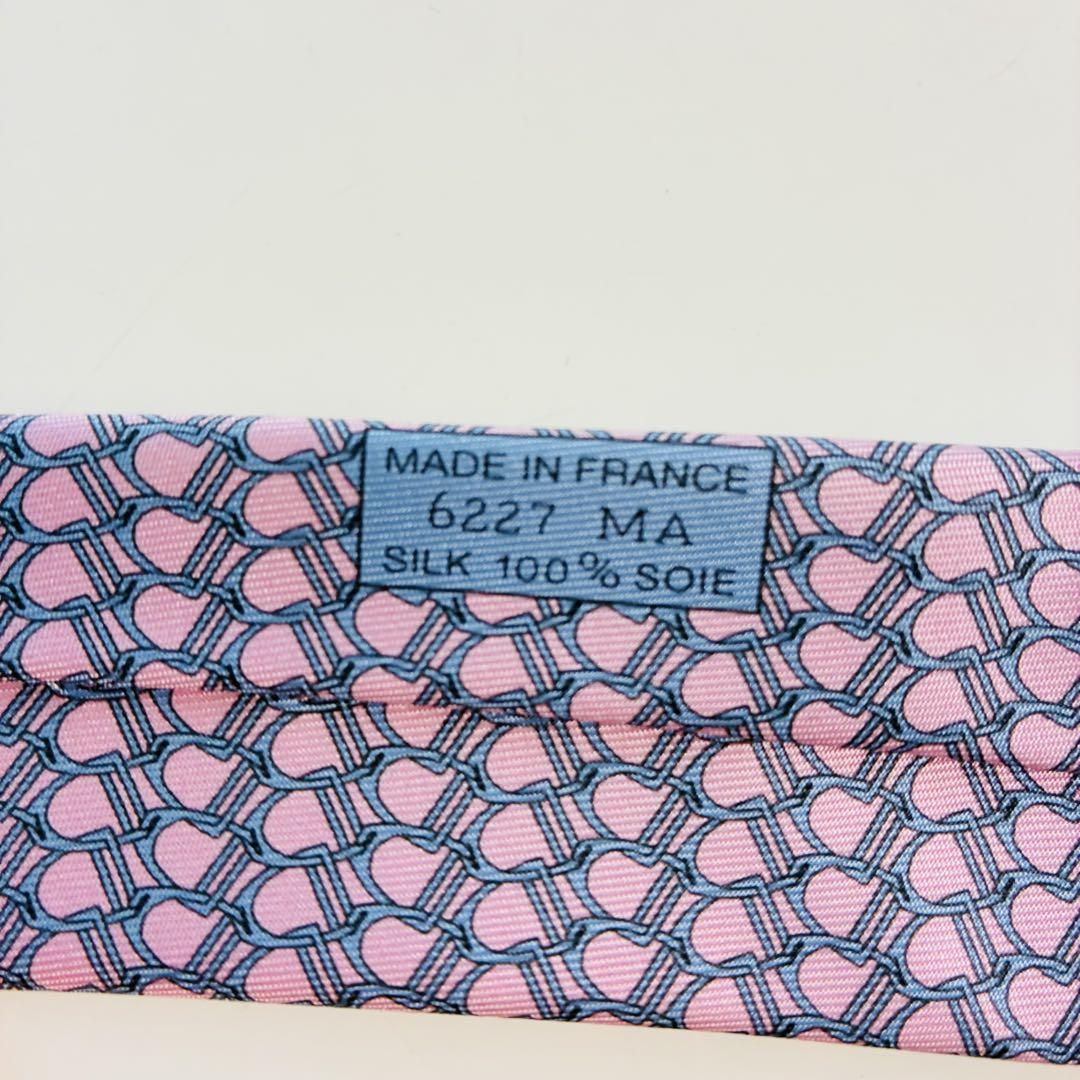 MADE IN FRANCE
6227 MA
SILK 100% SOIE